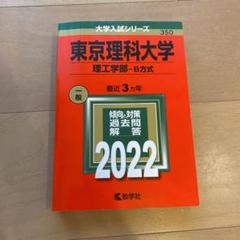 大学入試シリーズ
350
東京理科大学
理工学部-B方式
一般
最近3ヵ年
傾向と対策
過去問
解答
2022
教学社